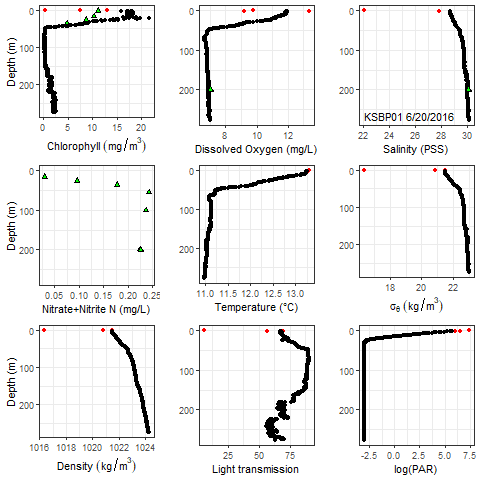 Depth (m)
0
100
200
0 5 10 15 20
Chlorophyll (mg/m³)
0
100
200
8 10 12
Dissolved Oxygen (mg/L)
0
100
200
KSBP01 6/20/2016
22 24 26 28 30
Salinity (PSS)
Depth (m)
0
100
200
0.05 0.10 0.15 0.20 0.25
Nitrate+Nitrite N (mg/L)
0
100
200
11.0 11.5 12.0 12.5 13.0
Temperature (°C)
0
100
200
18 20 22
σθ (kg/m³)
Depth (m)
0
100
200
1016 1018 1020 1022 1024
Density (kg/m³)
0
100
200
25 50 75
Light transmission
0
100
200
-2.5 0.0 2.5 5.0 7.5
log(PAR)